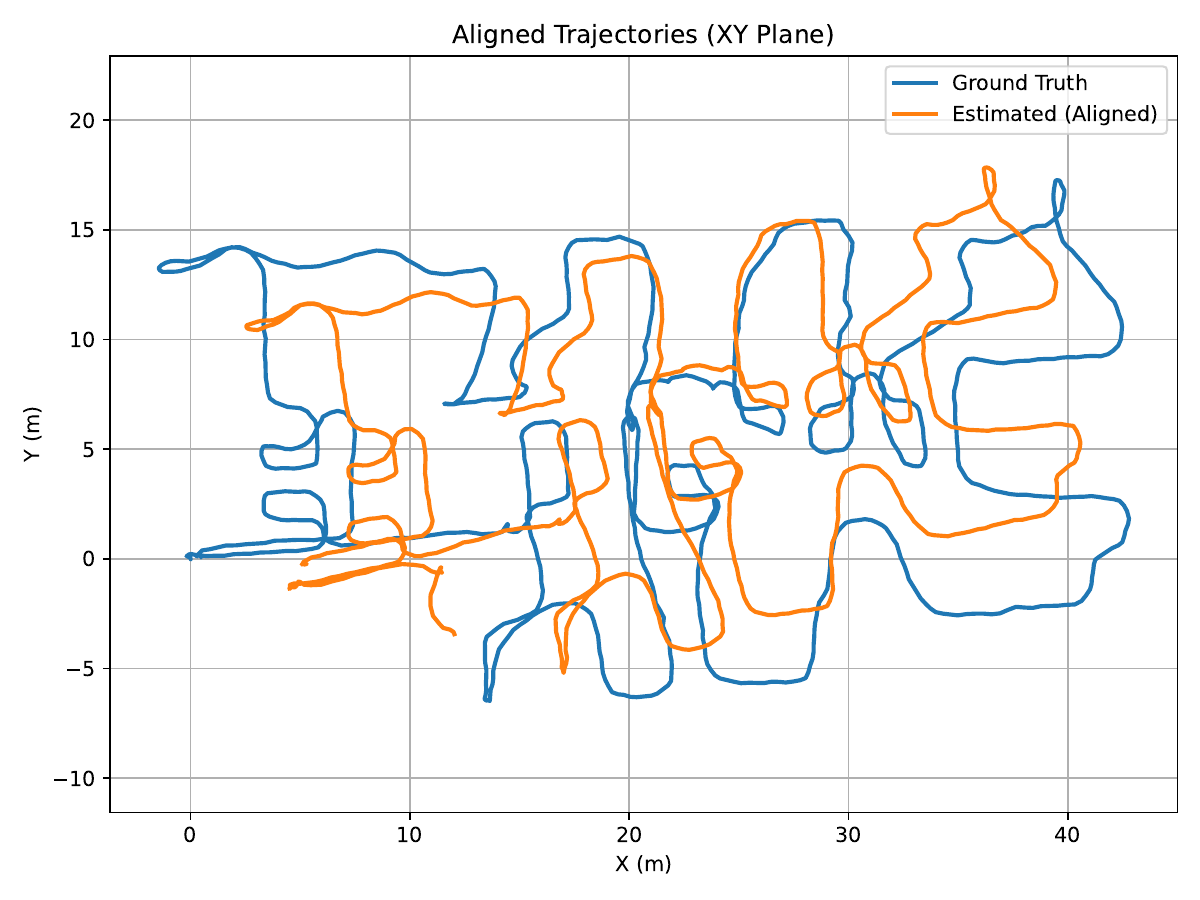 Aligned Trajectories (XY Plane)
Ground Truth
Estimated (Aligned)
20
15
10
5
0
−5
−10
Y (m)
0 10 20 30 40
X (m)